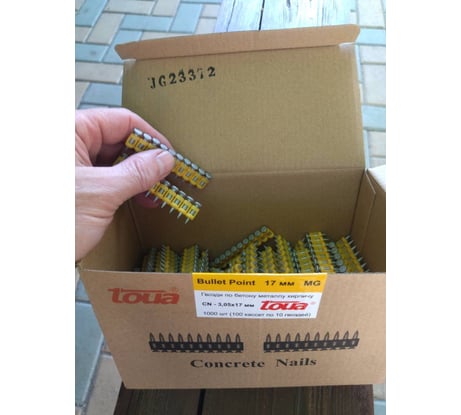 JG23372
Bullet Point 17 мм MG
Гвозди по бетону металлу кирпичу
CN - 3,05x17 мм toua®
1000 шт (100 кассет по 10 гвоздей)
toua®
Concrete Nails